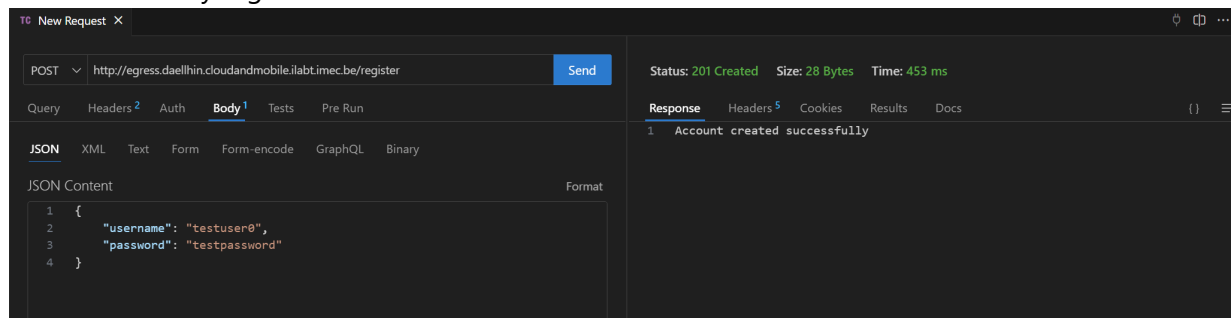 TC New Request ×
POST http://egress.daellhin.cloudandmobile.ilabt.imec.be/register Send
Status: 201 Created Size: 28 Bytes Time: 453 ms
Query Headers 2 Auth Body 1 Tests Pre Run
Response Headers 5 Cookies Results Docs { }
1 Account created successfully
JSON XML Text Form Form-encode GraphQL Binary
JSON Content Format
1 {
2 "username": "testuser0",
3 "password": "testpassword"
4 }